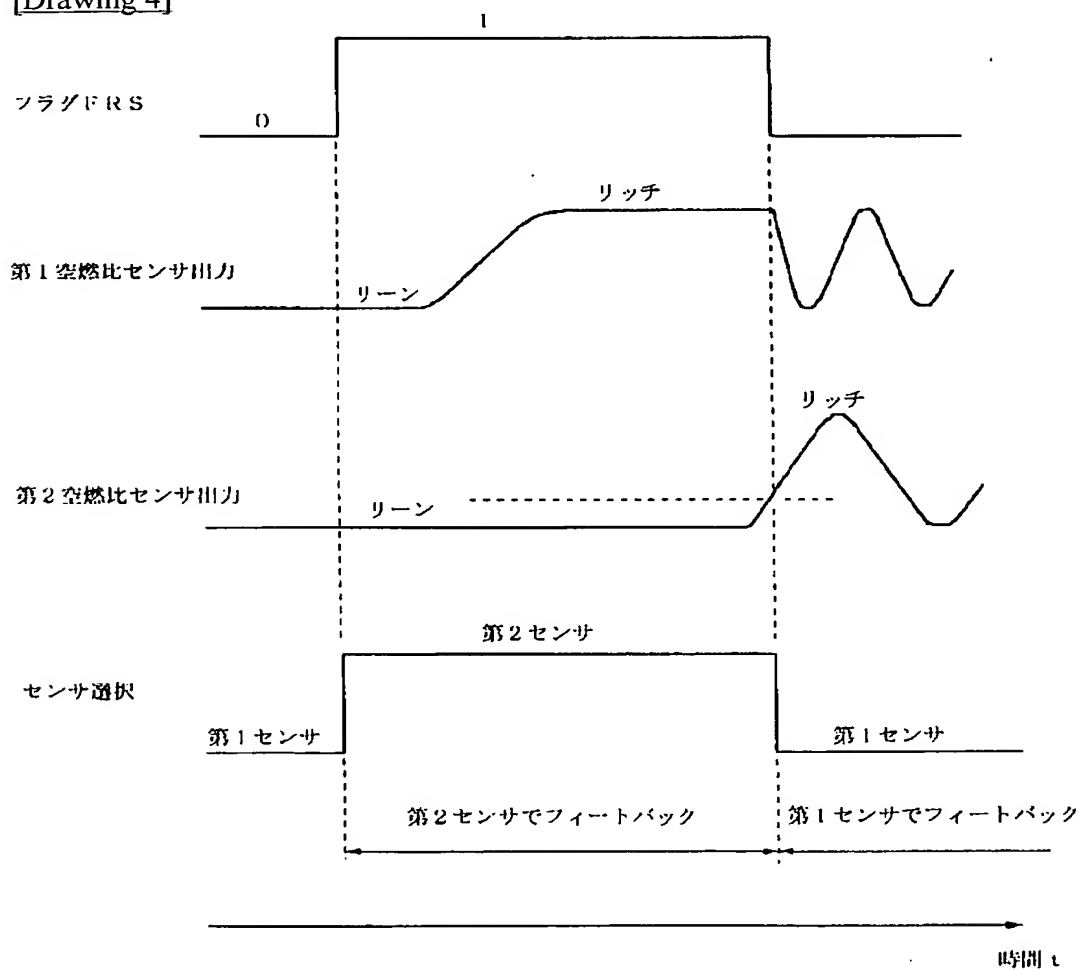 [Drawing 4]
1
フラグFRS
0
リッチ
第1空燃比センサ出力
リーン
リッチ
第2空燃比センサ出力
リーン
第2センサ
センサ選択
第1センサ
第1センサ
第2センサでフィートバック
第1センサでフィートバック
時間 t